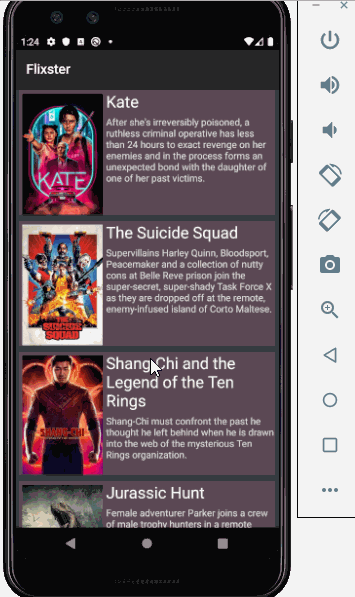 1:24
Flixster
Kate
After she's irreversibly poisoned, a
ruthless criminal operative has less
than 24 hours to exact revenge on her
enemies and in the process forms an
unexpected bond with the daughter of
one of her past victims.
KATE
The Suicide Squad
Supervillains Harley Quinn, Bloodsport,
Peacemaker and a collection of nutty
cons at Belle Reve prison join the
super-secret, super-shady Task Force X
as they are dropped off at the remote,
enemy-infused island of Corto Maltese.
THE
SUICIDE
SQUAD
Shang-Chi and the
Legend of the Ten
Rings
Shang-Chi must confront the past he
thought he left behind when he is drawn
into the web of the mysterious Ten
Rings organization.
Jurassic Hunt
Female adventurer Parker joins a crew
of male trophy hunters in a remote